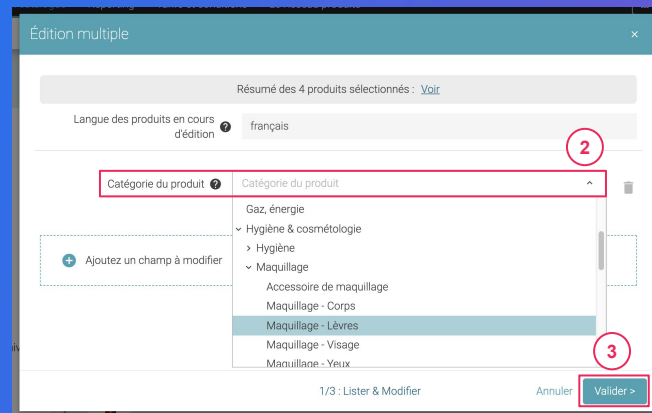 Édition multiple ×
Résumé des 4 produits sélectionnés : Voir
Langue des produits en cours d'édition ? français
2
Catégorie du produit ? Catégorie du produit
Gaz, énergie
Hygiène & cosmétologie
Hygiène
Maquillage
Ajoutez un champ à modifier
Accessoire de maquillage
Maquillage - Corps
Maquillage - Lèvres
Maquillage - Visage
Maquillage - Yeux
3
1/3 : Lister & Modifier
Annuler
Valider >